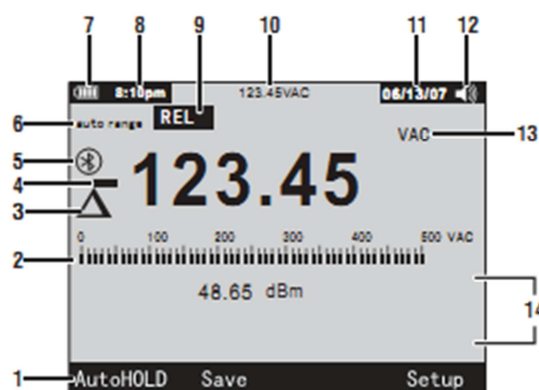 7 8 9 10 11 12
8:10pm 123.45VAC 06/13/07
6 auto range REL
VAC 13
5
4 123.45
3
0 100 200 300 400 500 VAC
2
48.65 dBm
14
1 AutoHOLD Save Setup